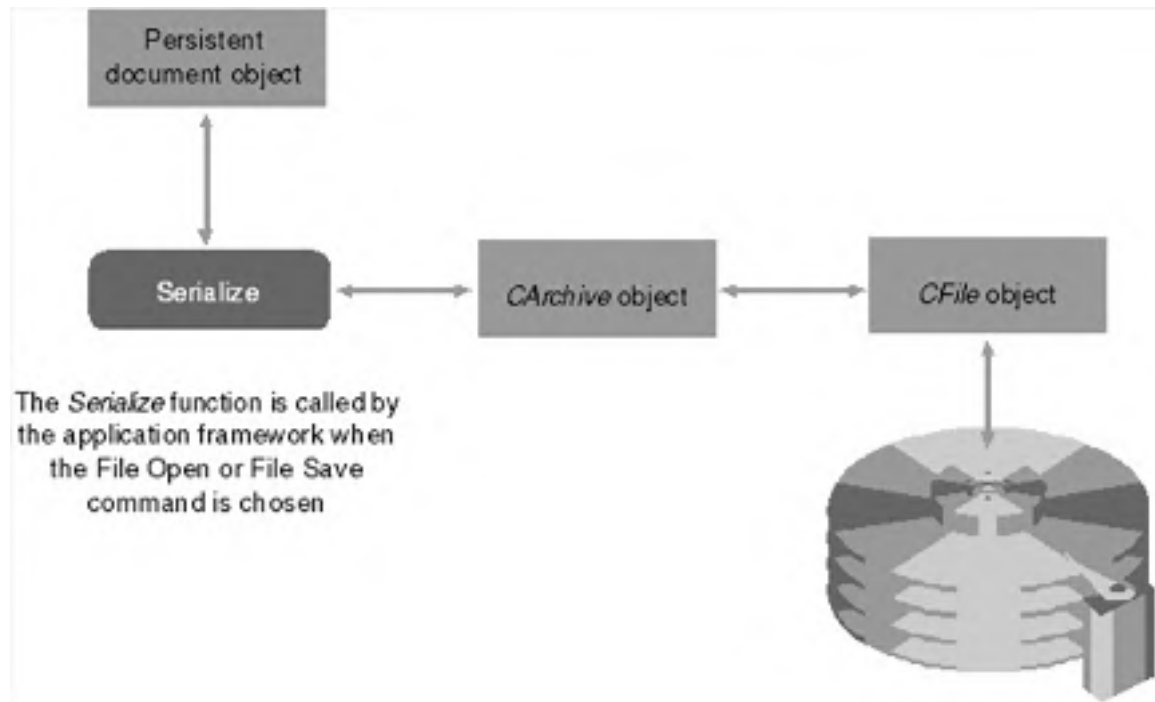 Persistent
document object
Serialize
CArchive object
CFile object
The Serialize function is called by
the application framework when
the File Open or File Save
command is chosen